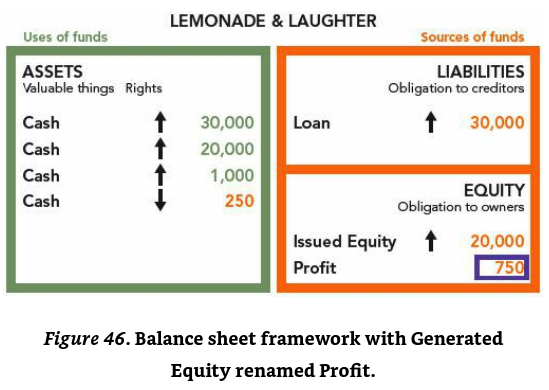 LEMONADE & LAUGHTER
Uses of funds
Sources of funds
ASSETS
Valuable things Rights
Cash 30,000
Cash 20,000
Cash 1,000
Cash 250
LIABILITIES
Obligation to creditors
Loan 30,000
EQUITY
Obligation to owners
Issued Equity 20,000
Profit 750
Figure 46. Balance sheet framework with Generated
Equity renamed Profit.